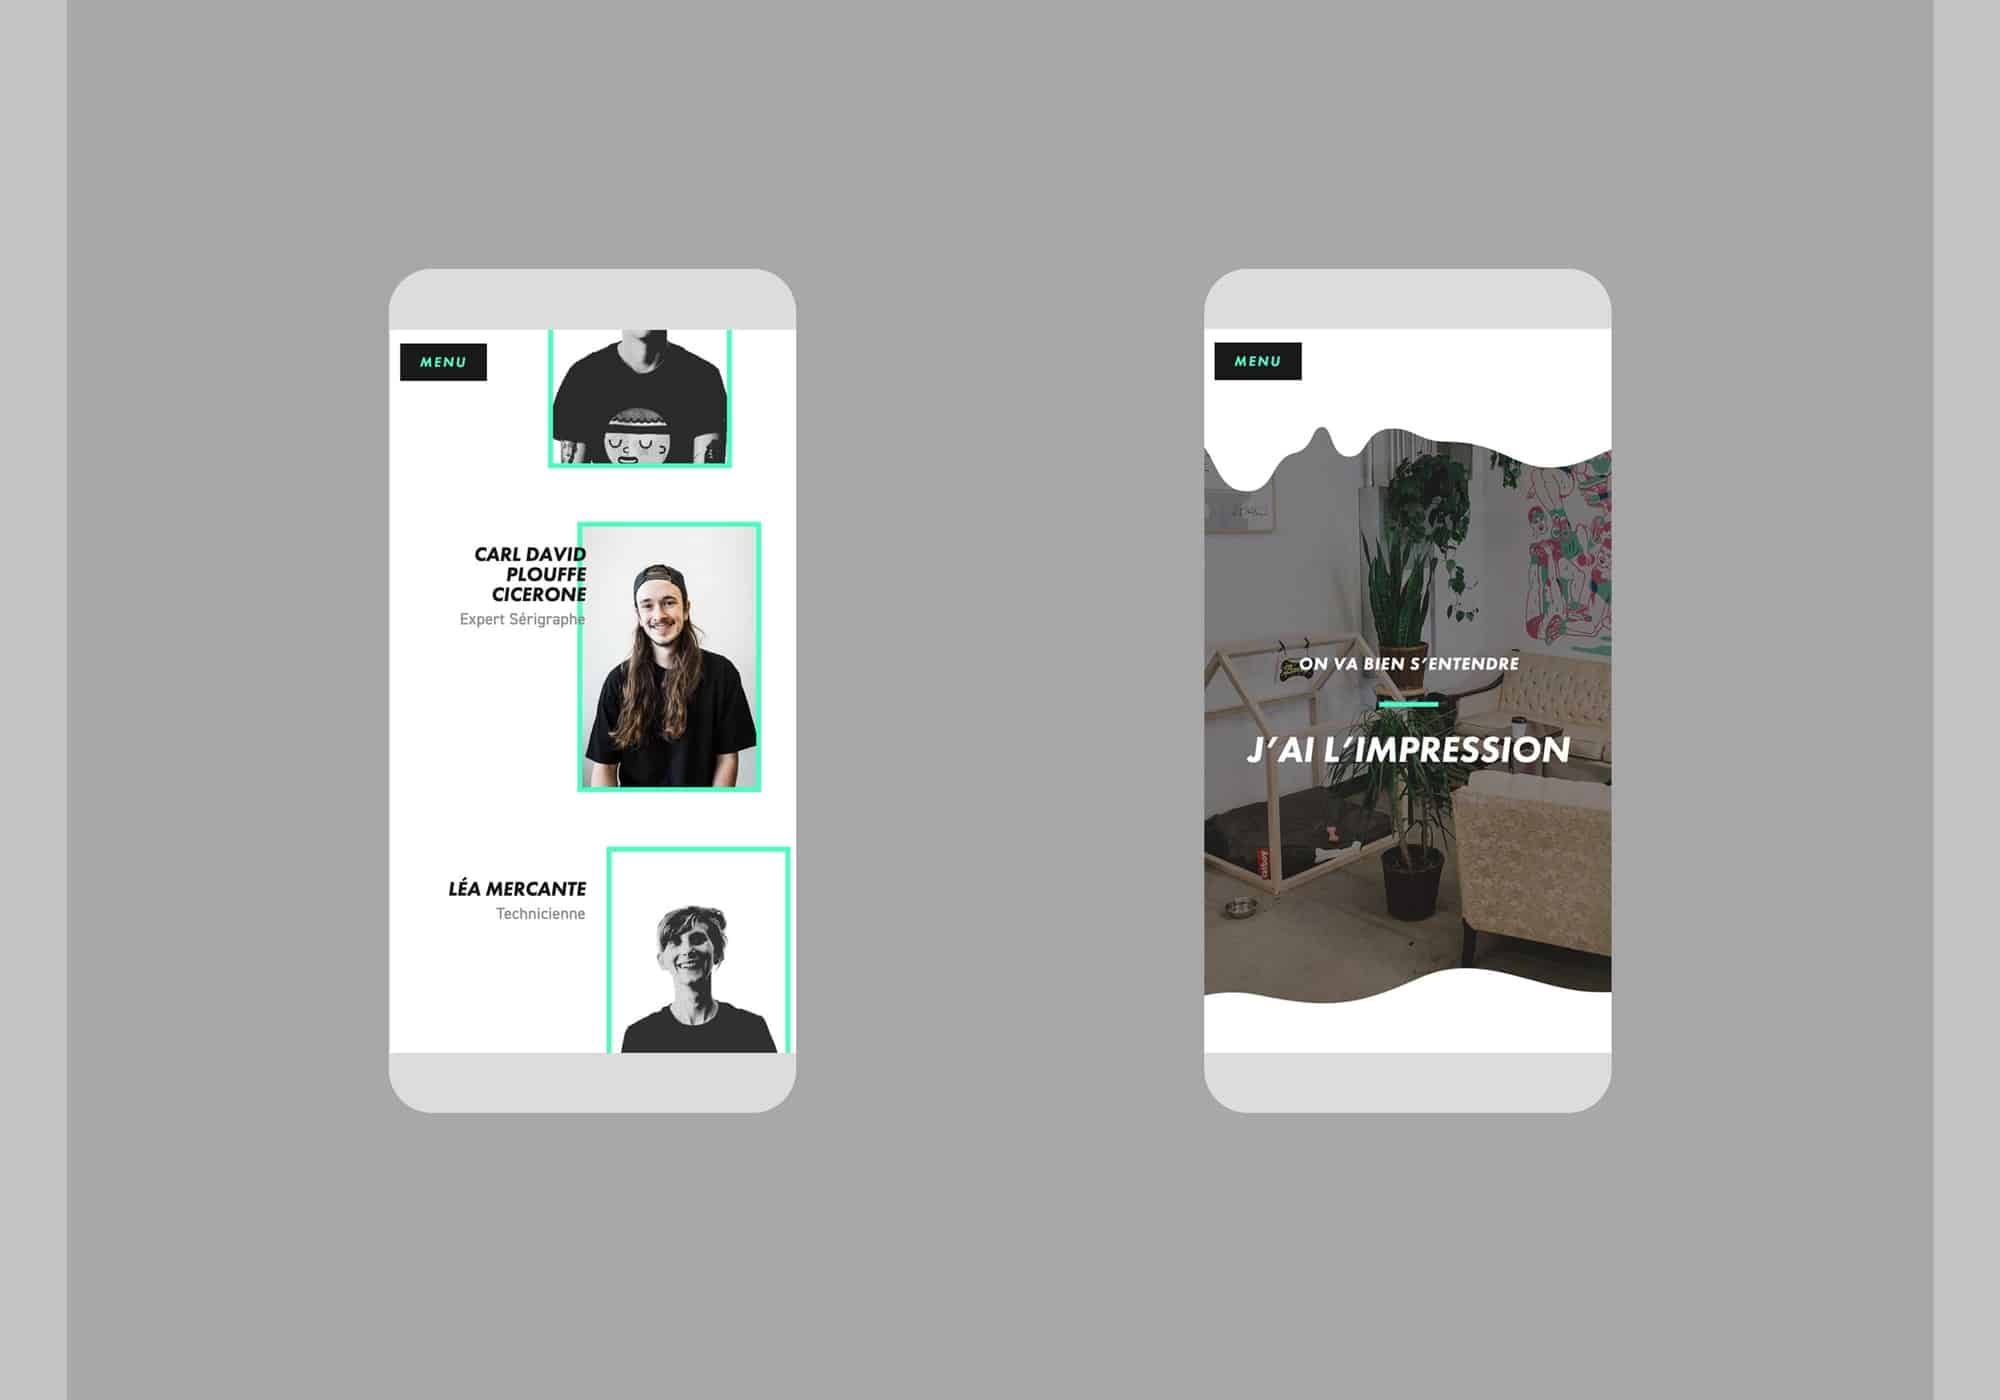 MENU
CARL DAVID
PLOUFFE
CICERONE
Expert Sérigraphe
LÉA MERCANTE
Technicienne
MENU
ON VA BIEN S’ENTENDRE
J’AI L’IMPRESSION